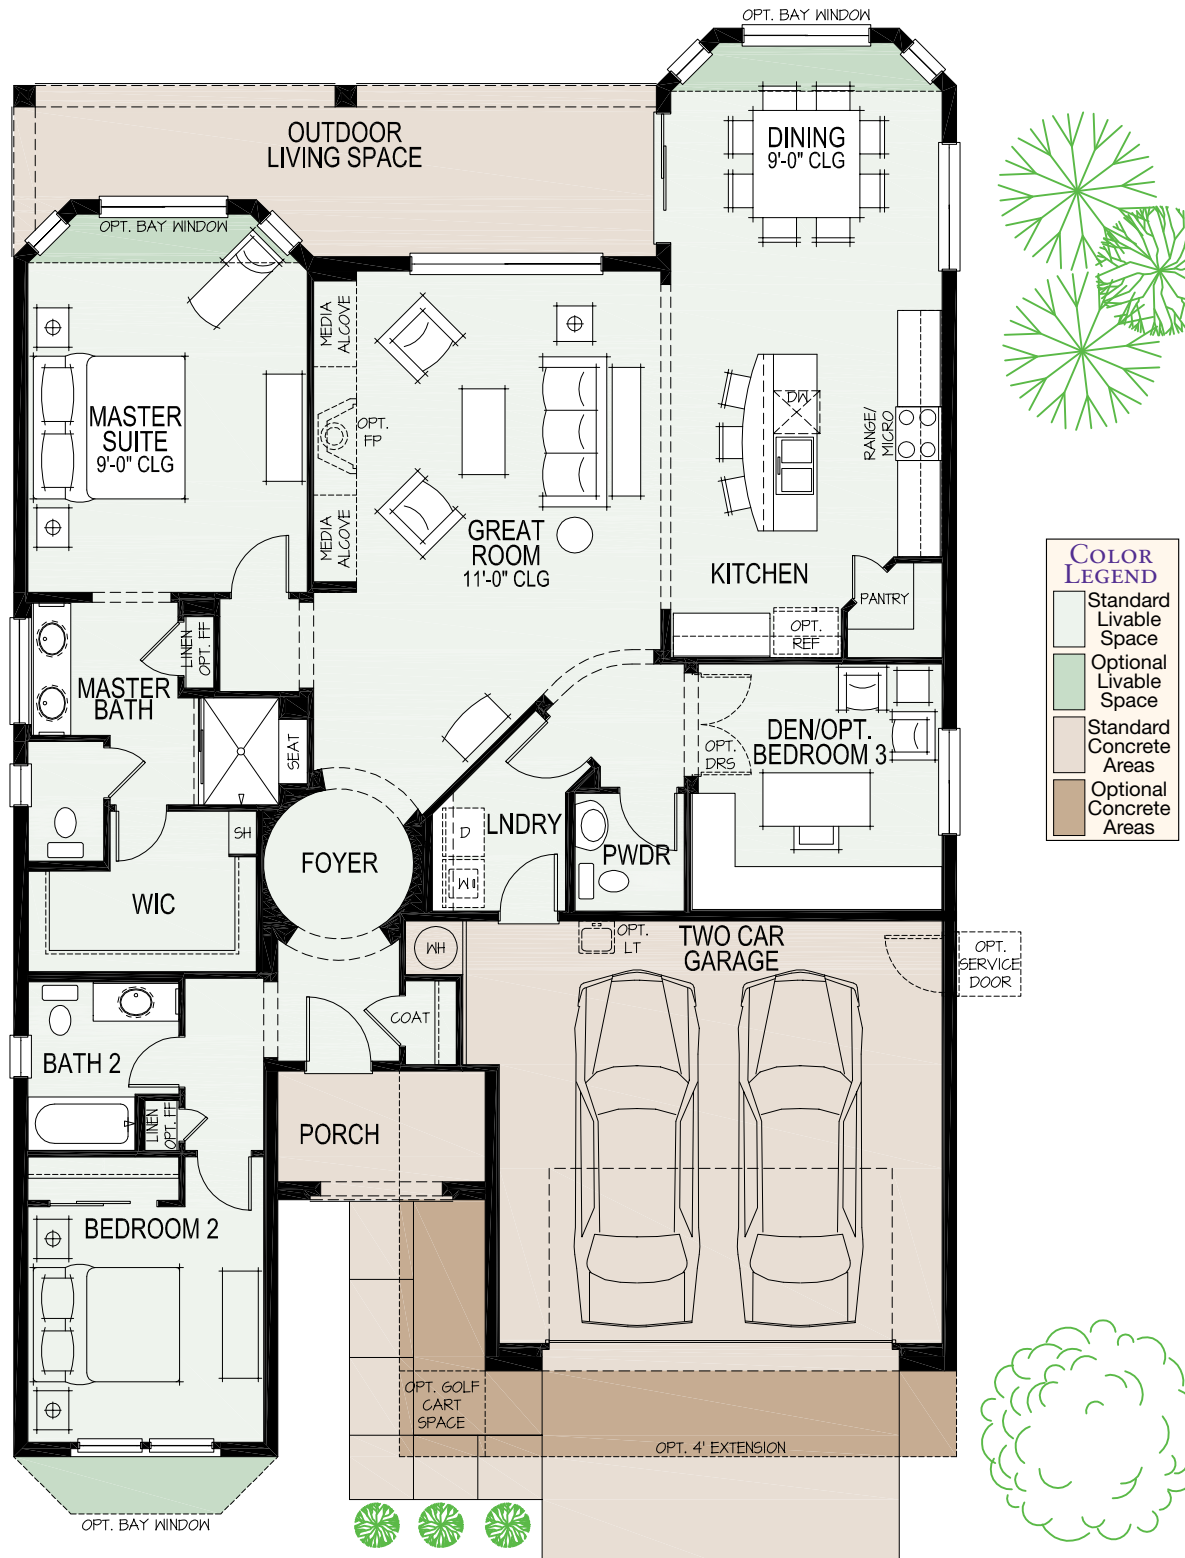 OPT. BAY WINDOW
OUTDOOR
LIVING SPACE
DINING
9'-0" CLG
OPT. BAY WINDOW
MEDIA
ALCOVE
MASTER
SUITE
9'-0" CLG
OPT.
FP
DW
RANGE/
MICRO
MEDIA
ALCOVE
GREAT
ROOM
11'-0" CLG
KITCHEN
PANTRY
OPT.
REF
COLOR
LEGEND
Standard
Livable
Space
Optional
Livable
Space
Standard
Concrete
Areas
Optional
Concrete
Areas
LINEN
OPT. FF
MASTER
BATH
SEAT
DEN/OPT.
BEDROOM 3
OPT.
DRS
SH
D
W
LNDRY
PWDR
FOYER
WIC
WH
OPT.
LT
TWO CAR
GARAGE
OPT.
SERVICE
DOOR
COAT
BATH 2
LINEN
OPT. FF
PORCH
BEDROOM 2
OPT. GOLF
CART
SPACE
OPT. 4' EXTENSION
OPT. BAY WINDOW